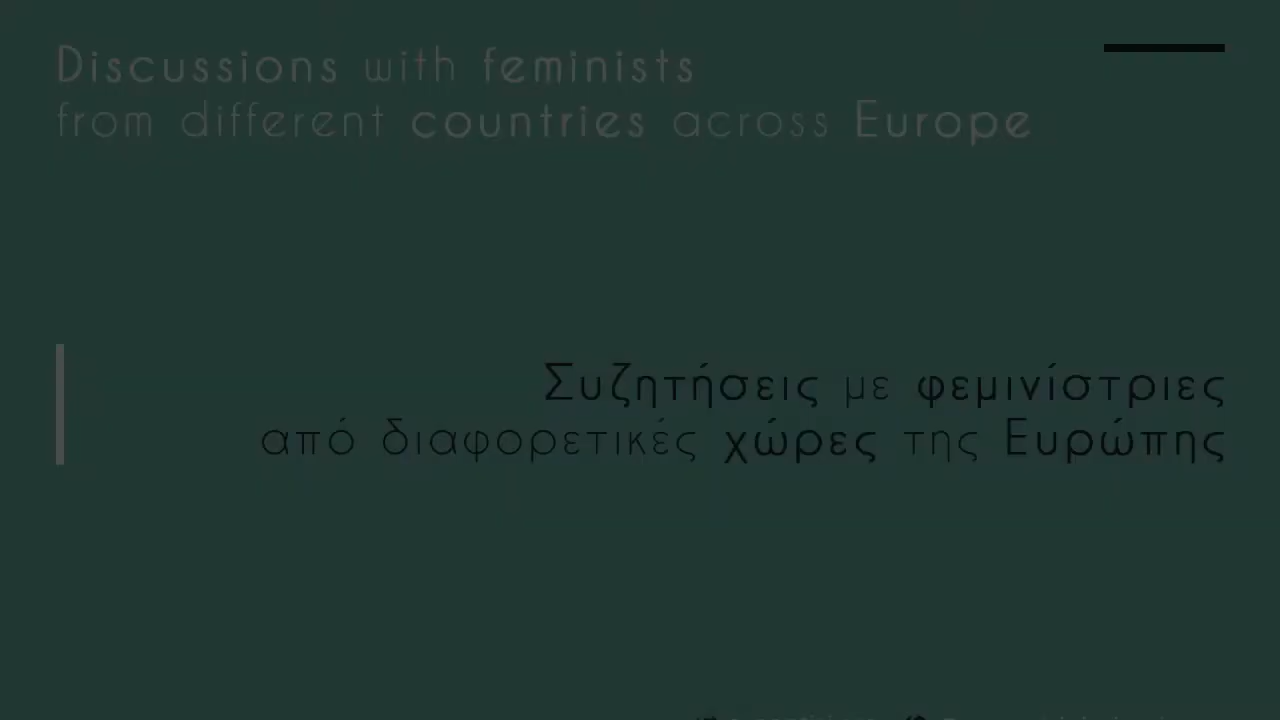 Discussions with feminists
from different countries across Europe
Συζητήσεις με φεμινίστριες
από διαφορετικές χώρες της Ευρώπης